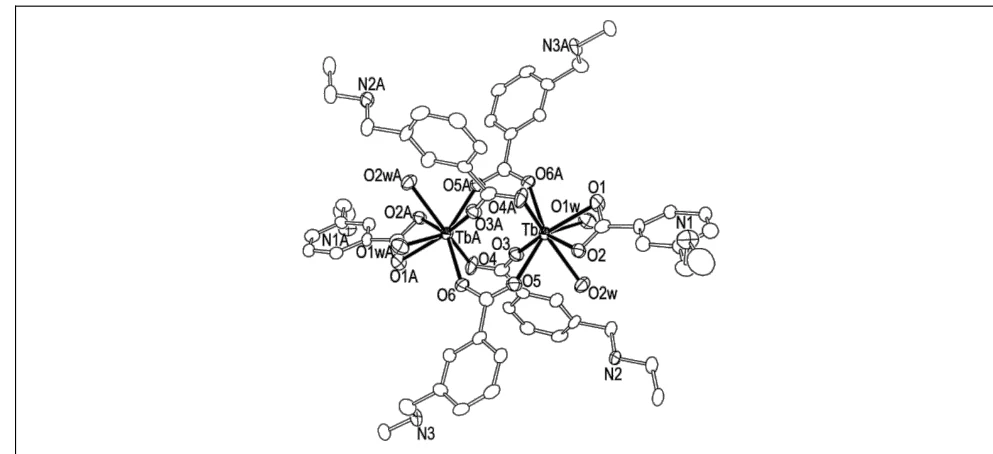 N3A
N2A
O2wA
O5A
O6A
O1
O2A
O4A
O1w
O3A
N1A
TbA
Tb
N1
O1wA
O3
O2
O1A
O4
O6
O5
O2w
N2
N3